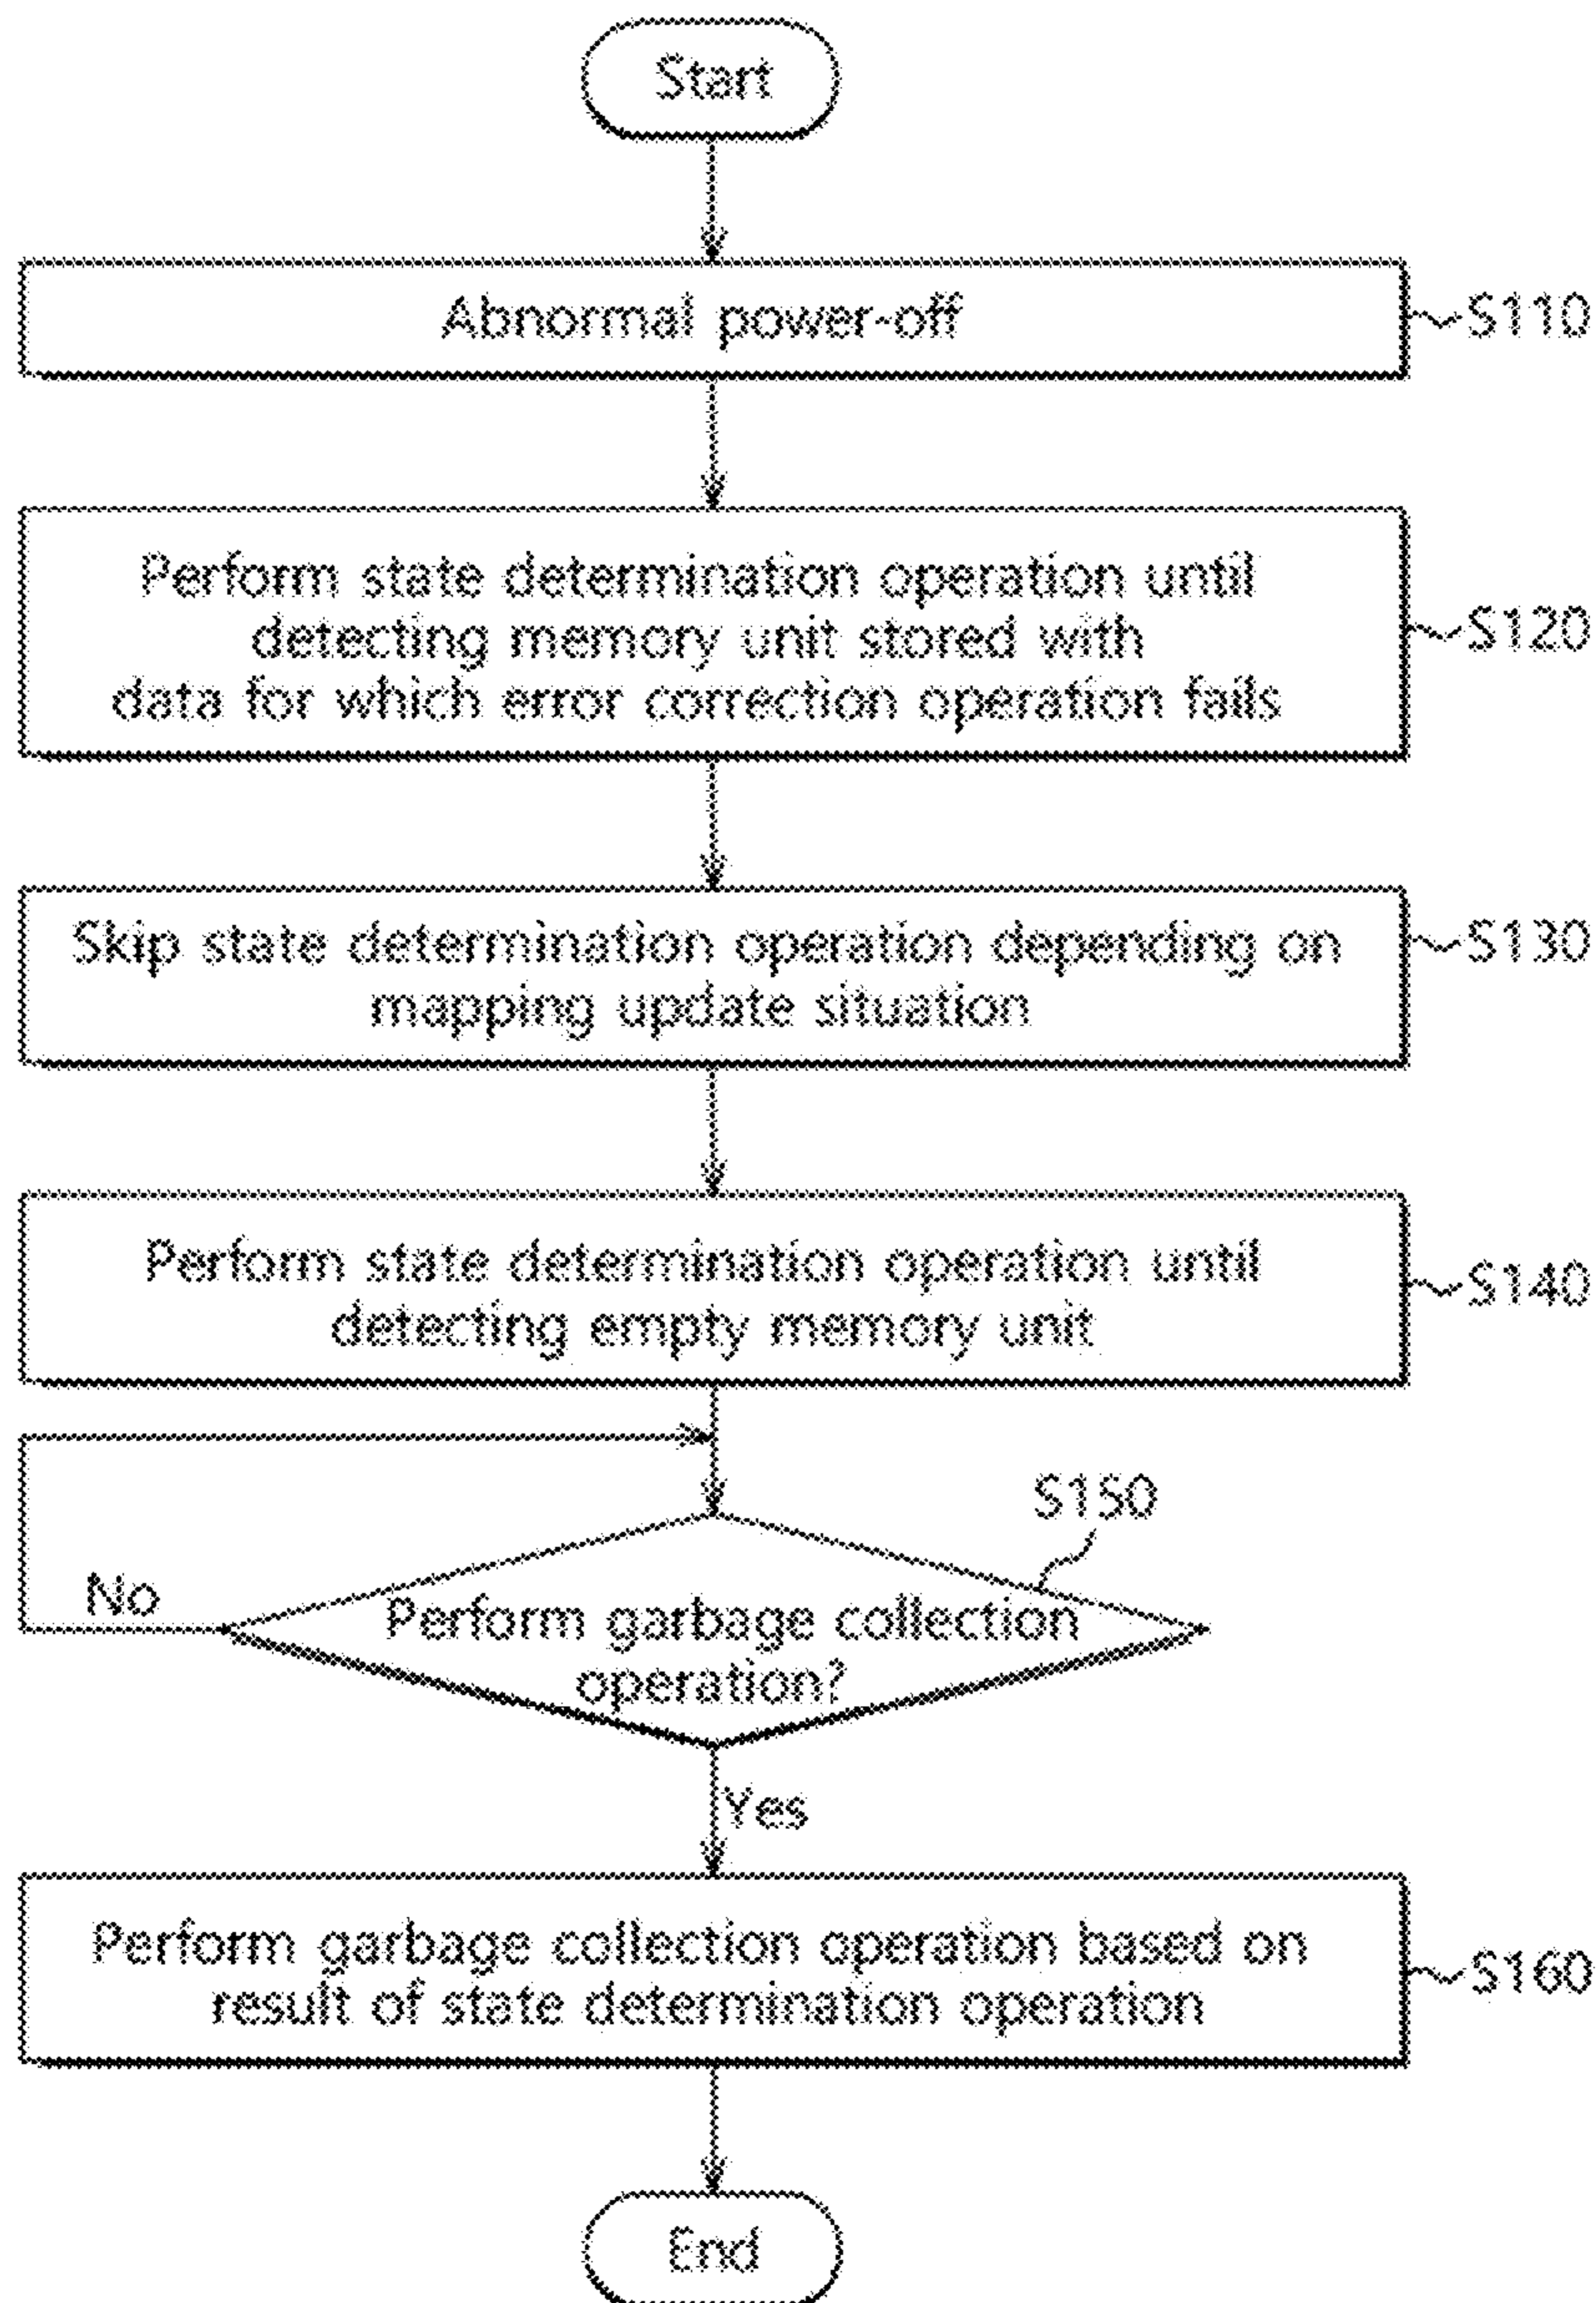 Start
Abnormal power-off
S110
Perform state determination operation until
detecting memory unit stored with
data for which error correction operation fails
S120
Skip state determination operation depending on
mapping update situation
S130
Perform state determination operation until
detecting empty memory unit
S140
S150
No
Perform garbage collection
operation?
Yes
Perform garbage collection operation based on
result of state determination operation
S160
End